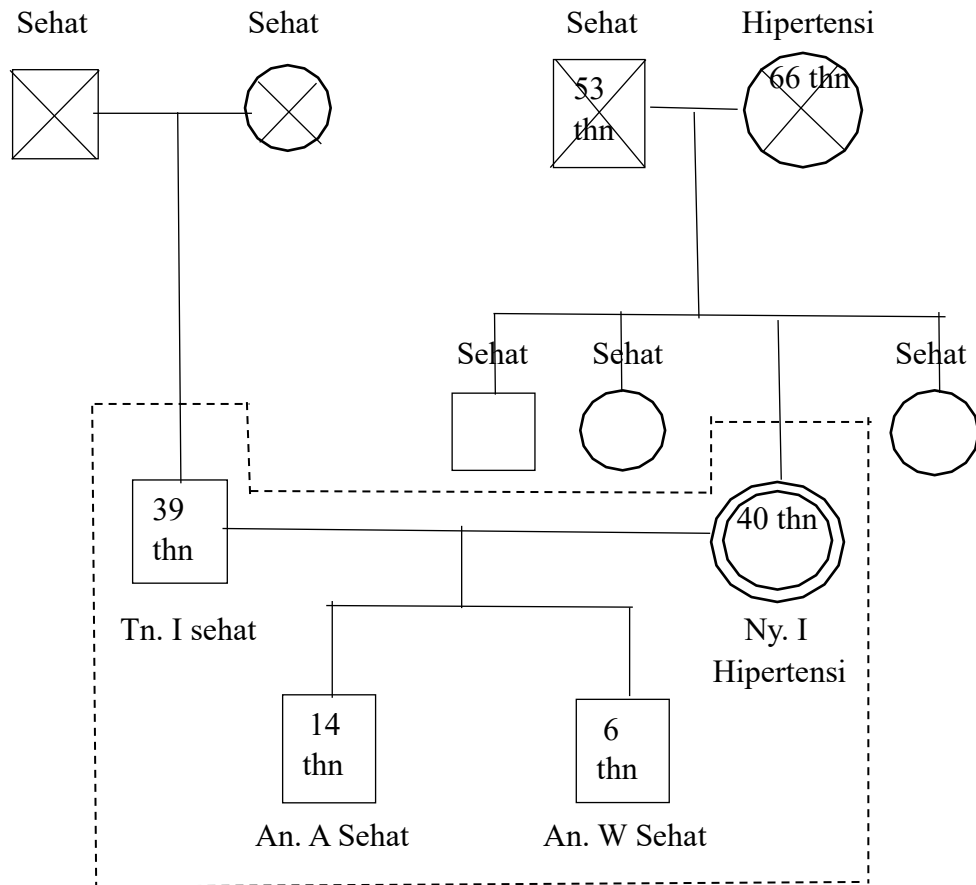 Sehat
Sehat
Sehat
Hipertensi
53
thn
66 thn
Sehat
Sehat
Sehat
39
thn
40 thn
Tn. I sehat
Ny. I
Hipertensi
14
thn
6
thn
An. A Sehat
An. W Sehat